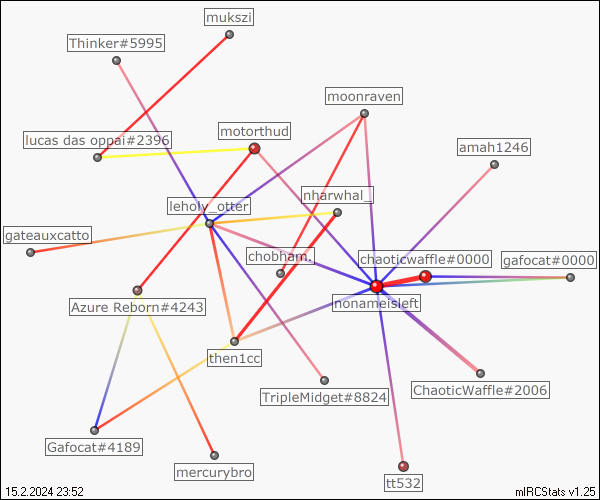 mukszi
Thinker#5995
moonraven
motorthud
lucas das oppai#2396
amah1246
nharwhal_
leholy_otter
gateauxcatto
chobham.
chaoticwaffle#0000
gafocat#0000
Azure Reborn#4243
nonameisleft
then1cc
TripleMidget#8824
ChaoticWaffle#2006
Gafocat#4189
mercurybro
tt532
15.2.2024 23:52
mIRCStats v1.25